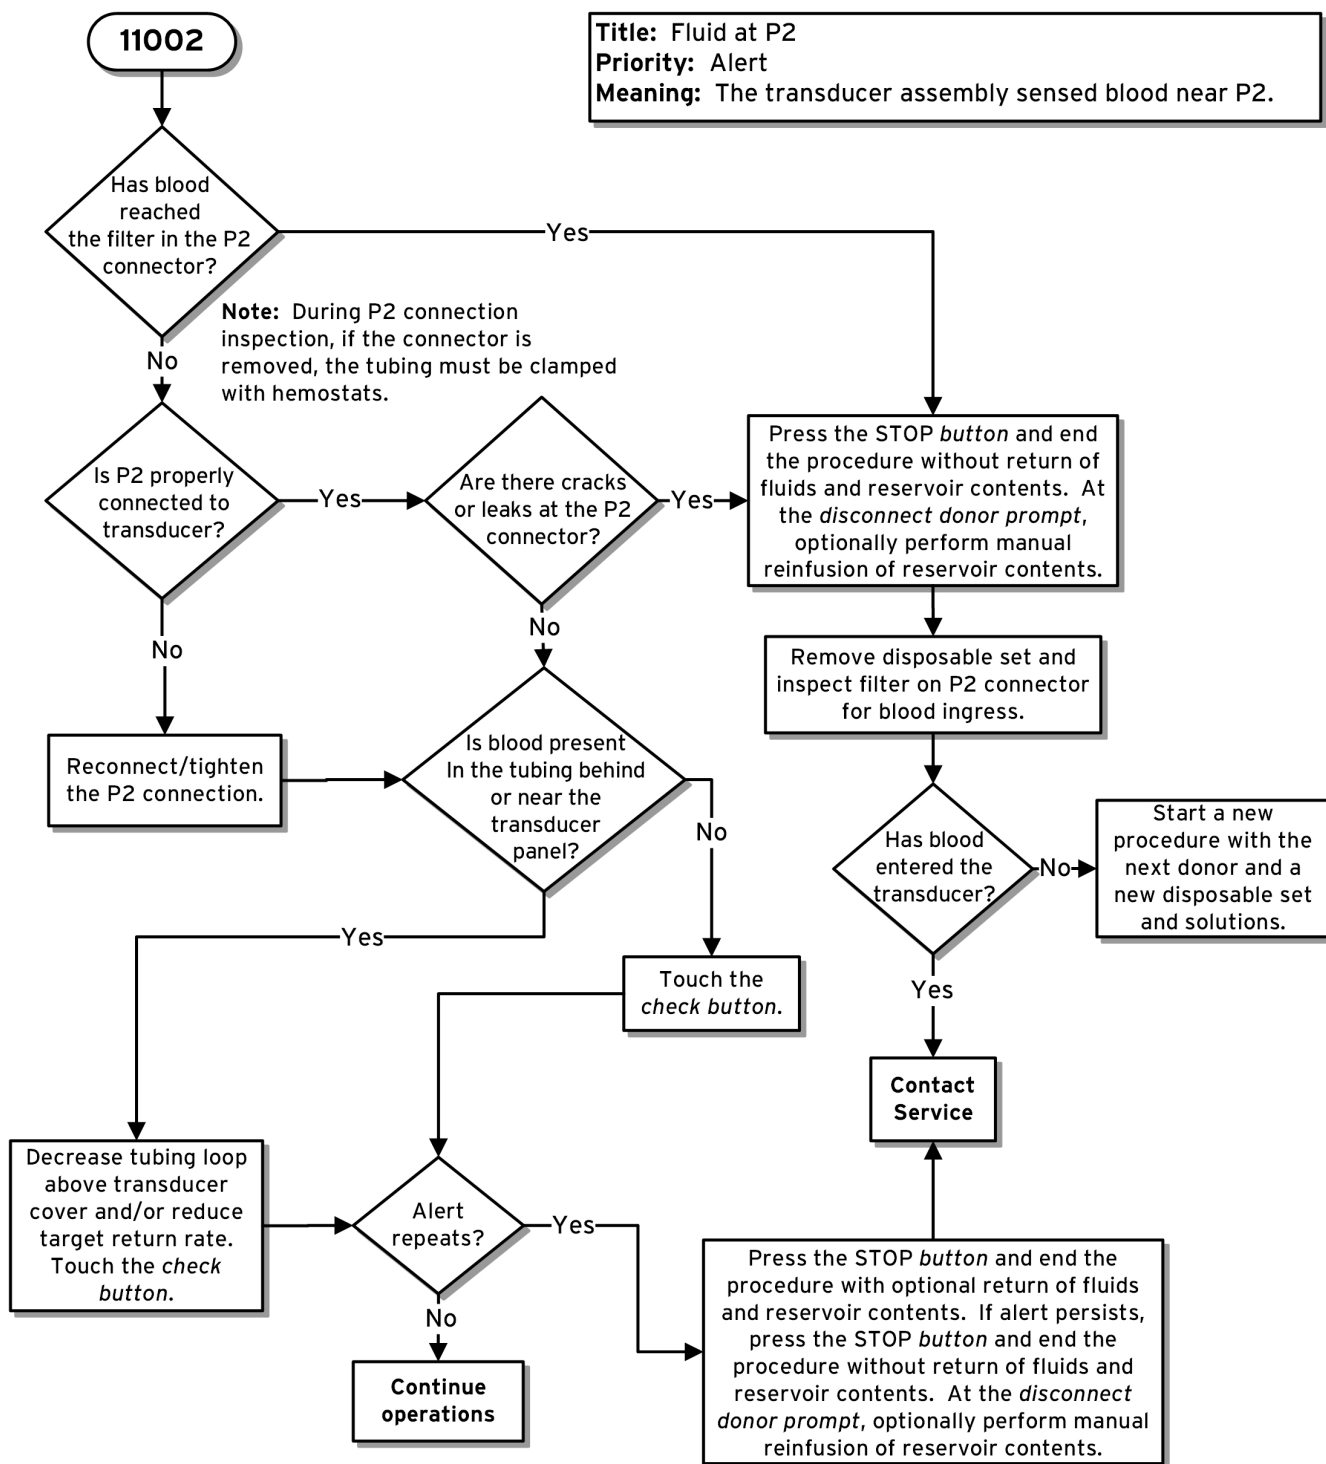 11002
Title: Fluid at P2
Priority: Alert
Meaning: The transducer assembly sensed blood near P2.
Has blood
reached
the filter in the P2
connector?
Yes
No
Note: During P2 connection
inspection, if the connector is
removed, the tubing must be clamped
with hemostats.
Is P2 properly
connected to
transducer?
Yes
No
Are there cracks
or leaks at the P2
connector?
Yes
No
Press the STOP button and end
the procedure without return of
fluids and reservoir contents. At
the disconnect donor prompt,
optionally perform manual
reinfusion of reservoir contents.
Remove disposable set and
inspect filter on P2 connector
for blood ingress.
Reconnect/tighten
the P2 connection.
Is blood present
In the tubing behind
or near the
transducer
panel?
No
Yes
Has blood
entered the
transducer?
No
Yes
Start a new
procedure with the
next donor and a
new disposable set
and solutions.
Touch the
check button.
Contact
Service
Decrease tubing loop
above transducer
cover and/or reduce
target return rate.
Touch the check
button.
Alert
repeats?
Yes
No
Continue
operations
Press the STOP button and end the
procedure with optional return of fluids
and reservoir contents. If alert persists,
press the STOP button and end the
procedure without return of fluids and
reservoir contents. At the disconnect
donor prompt, optionally perform manual
reinfusion of reservoir contents.